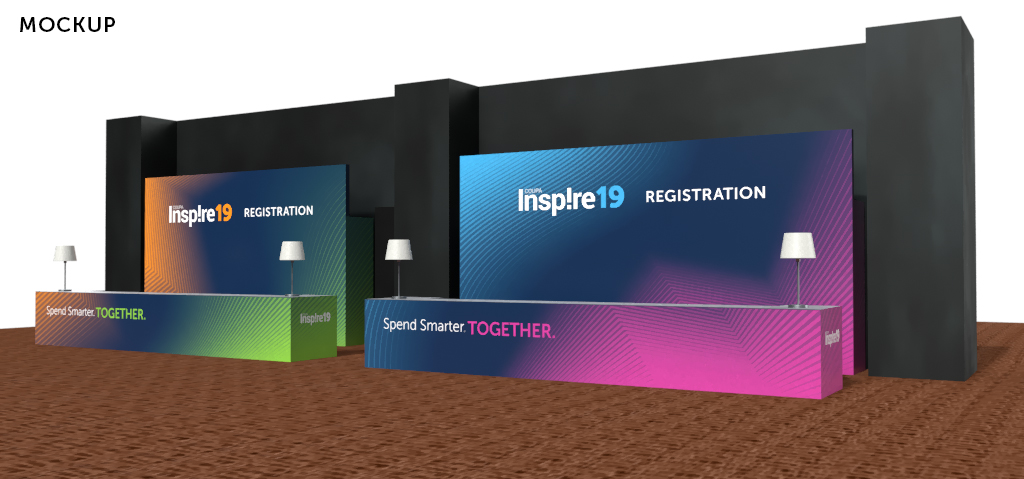 MOCKUP
COUPA
Insp!re19 REGISTRATION
COUPA
Insp!re19 REGISTRATION
Spend Smarter. TOGETHER.
Insp!re19
Spend Smarter. TOGETHER.
Insp!re19